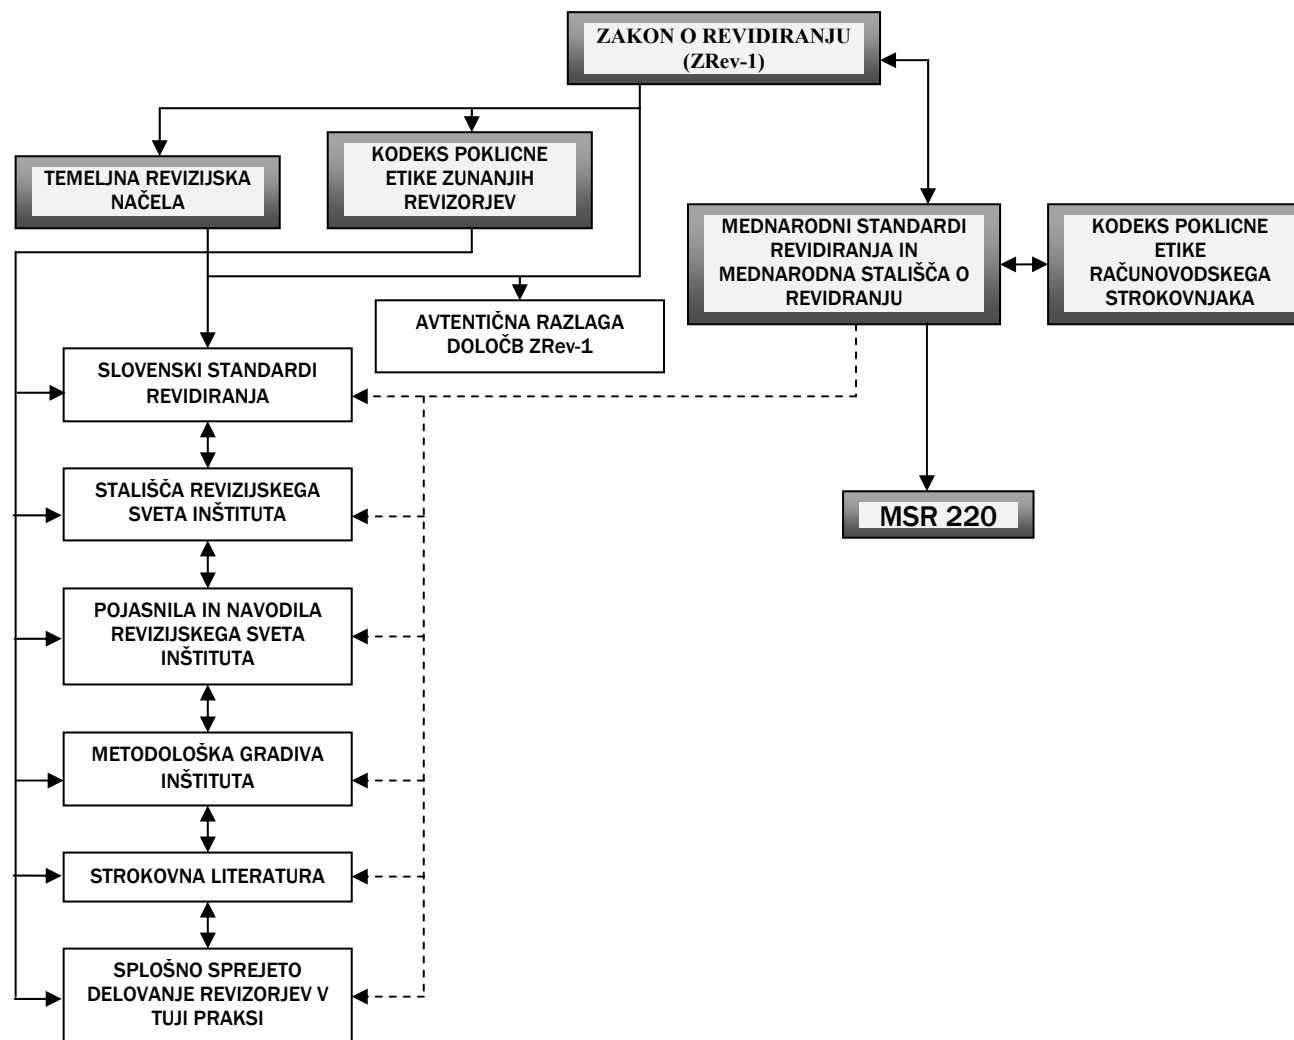 ZAKON O REVIDIRANJU
(ZRev-1)
TEMELJNA REVIZIJSKA
NAČELA
KODEKS POKLICNE
ETIKE ZUNANJIH
REVIZORJEV
MEDNARODNI STANDARDI
REVIDIRANJA IN
MEDNARODNA STALIŠČA O
REVIDRANJU
KODEKS POKLICNE
ETIKE
RAČUNOVODSKEGA
STROKOVNJAKA
AVTENTIČNA RAZLAGA
DOLOČB ZRev-1
SLOVENSKI STANDARDI
REVIDIRANJA
STALIŠČA REVIZIJSKEGA
SVETA INŠTITUTA
MSR 220
POJASNILA IN NAVODILA
REVIZIJSKEGA SVETA
INŠTITUTA
METODOLOŠKA GRADIVA
INŠTITUTA
STROKOVNA LITERATURA
SPLOŠNO SPREJETO
DELOVANJE REVIZORJEV V
TUJI PRAKSI